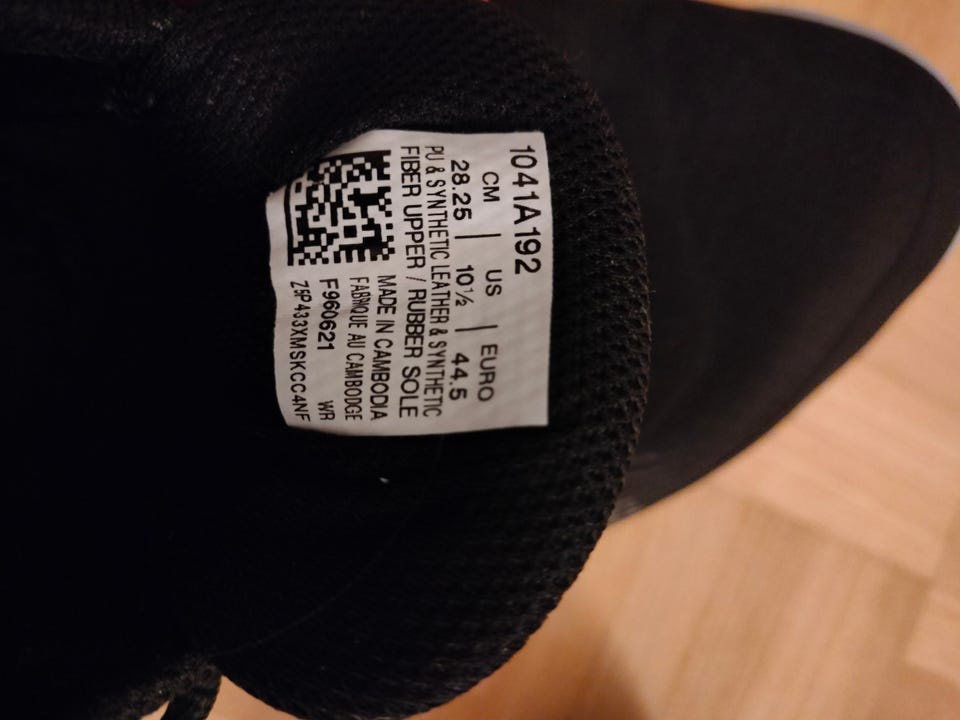 1041A192
CM | US | EURO
28.25 | 10½ | 44.5
PU & SYNTHETIC LEATHER & SYNTHETIC
FIBER UPPER / RUBBER SOLE
MADE IN CAMBODIA
FABRIQUE AU CAMBODGE
F960621 WR
Z5P433XMSKCC4NF